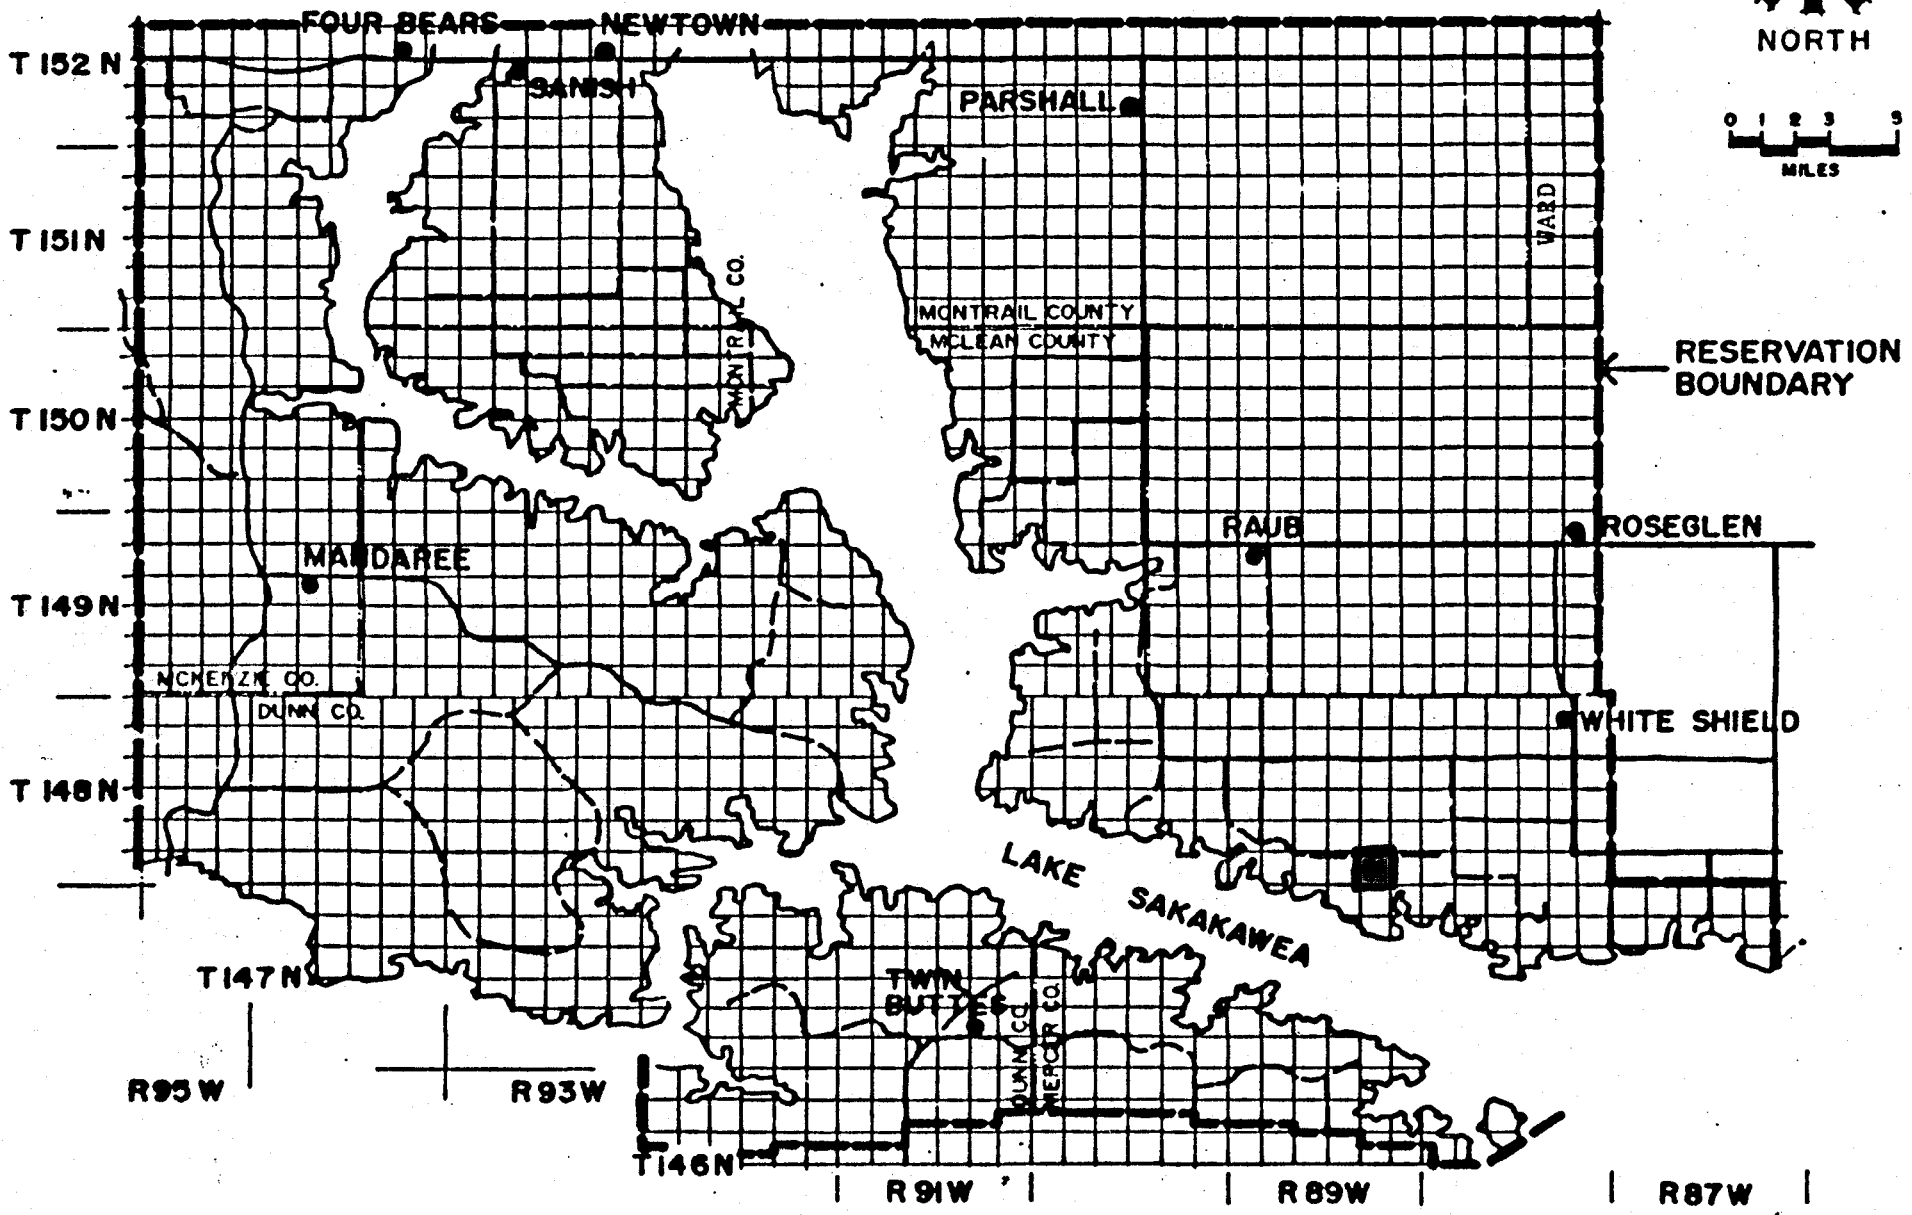 FOUR BEARS
NEWTOWN
NORTH
T 152 N
SANISH
PARSHALL
0 1 2 3 5
MILES
WARD
T 151 N
MONTRAIL CO.
MONTRAIL COUNTY
MCLEAN COUNTY
RESERVATION
BOUNDARY
T 150 N
RAUB
ROSEGLEN
MANDAREE
T 149 N
MCKENZIE CO.
DUNN CO.
WHITE SHIELD
T 148 N
LAKE SAKAKAWEA
T 147 N
TWIN
BUTTES
DUNN CO.
MERCER CO.
R 95 W
R 93 W
T 146 N
R 91 W
R 89 W
R 87 W